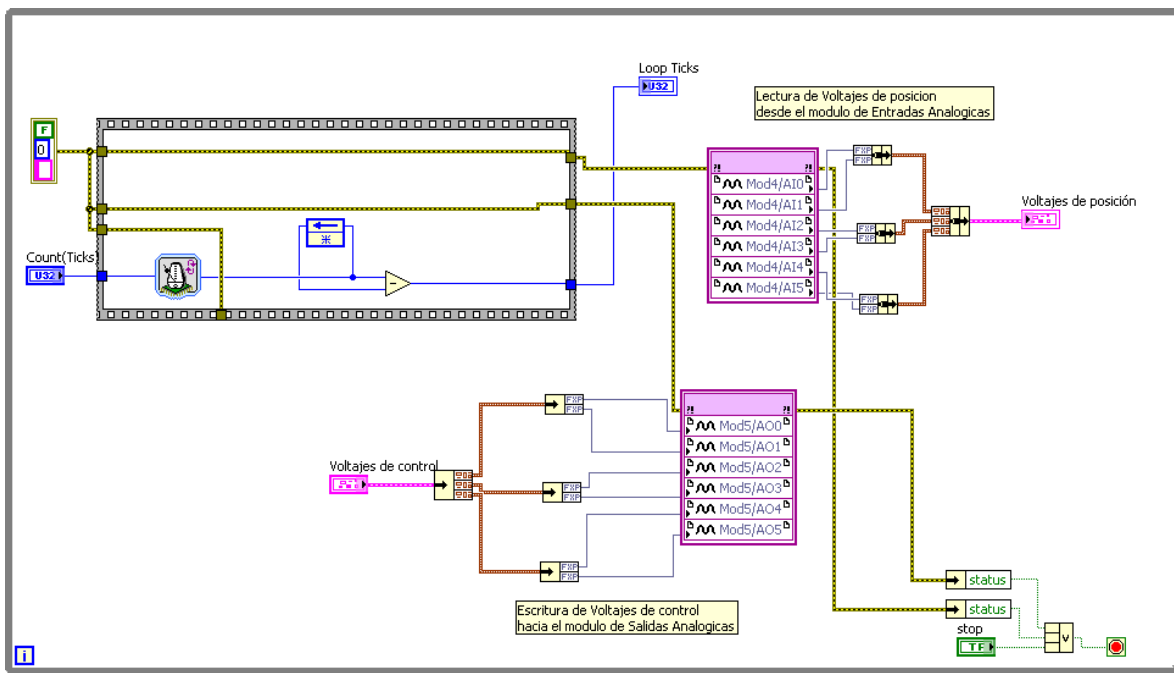 Loop Ticks
U32
Lectura de Voltajes de posicion
desde el modulo de Entradas Analogicas
F
0
Count(Ticks)
U32
Mod4/AI0
Mod4/AI1
Mod4/AI2
Mod4/AI3
Mod4/AI4
Mod4/AI5
FXP
FXP
FXP
FXP
FXP
FXP
Voltajes de posición
Voltajes de control
FXP
FXP
FXP
FXP
FXP
FXP
Mod5/AO0
Mod5/AO1
Mod5/AO2
Mod5/AO3
Mod5/AO4
Mod5/AO5
Escritura de Voltajes de control
hacia el modulo de Salidas Analogicas
status
status
stop
TF
V
i